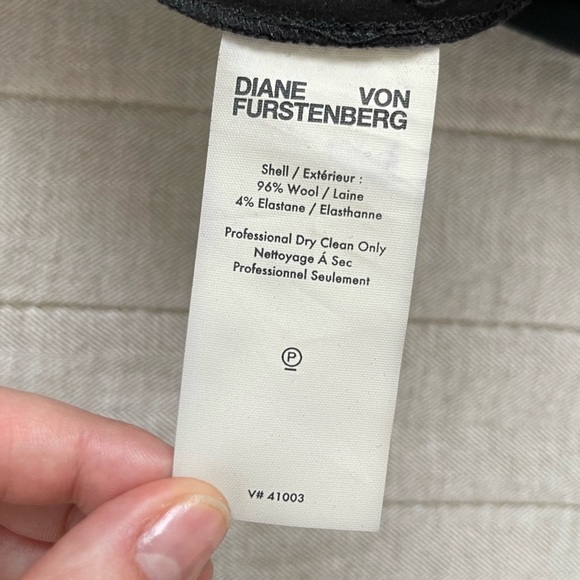 DIANE VON
FURSTENBERG
Shell / Extérieur :
96% Wool / Laine
4% Elastane / Elasthanne
Professional Dry Clean Only
Nettoyage Á Sec
Professionnel Seulement
P
V# 41003